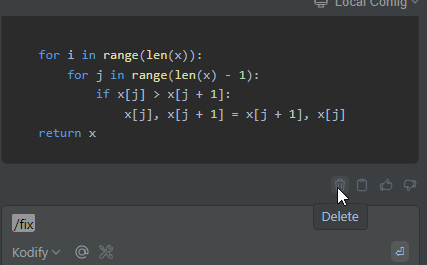 Local Config
for i in range(len(x)):
for j in range(len(x) - 1):
if x[j] > x[j + 1]:
x[j], x[j + 1] = x[j + 1], x[j]
return x
Delete
/fix
Kodify